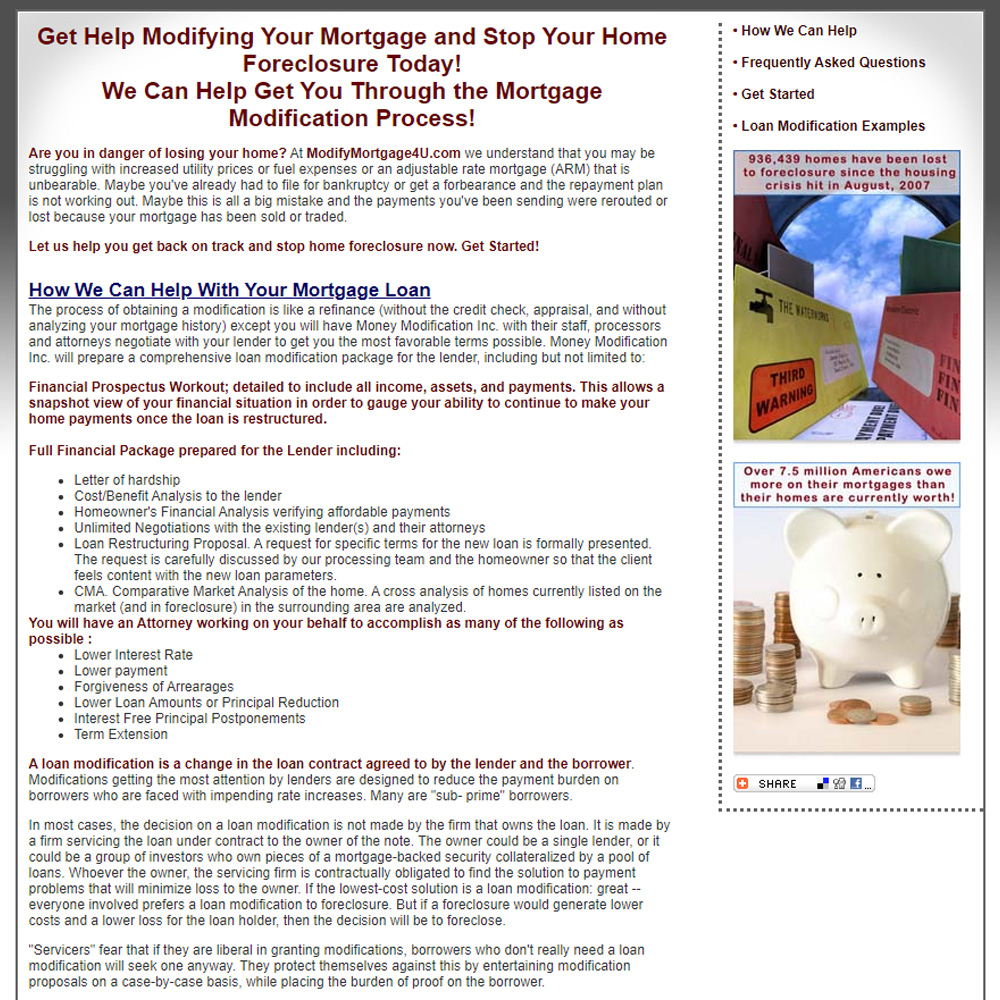 Get Help Modifying Your Mortgage and Stop Your Home
Foreclosure Today!
We Can Help Get You Through the Mortgage
Modification Process!
Are you in danger of losing your home? At ModifyMortgage4U.com we understand that you may be
struggling with increased utility prices or fuel expenses or an adjustable rate mortgage (ARM) that is
unbearable. Maybe you've already had to file for bankruptcy or get a forbearance and the repayment plan
is not working out. Maybe this is all a big mistake and the payments you've been sending were rerouted or
lost because your mortgage has been sold or traded.
Let us help you get back on track and stop home foreclosure now. Get Started!
How We Can Help With Your Mortgage Loan
The process of obtaining a modification is like a refinance (without the credit check, appraisal, and without
analyzing your mortgage history) except you will have Money Modification Inc. with their staff, processors
and attorneys negotiate with your lender to get you the most favorable terms possible. Money Modification
Inc. will prepare a comprehensive loan modification package for the lender, including but not limited to:
Financial Prospectus Workout; detailed to include all income, assets, and payments. This allows a
snapshot view of your financial situation in order to gauge your ability to continue to make your
home payments once the loan is restructured.
Full Financial Package prepared for the Lender including:
• Letter of hardship
• Cost/Benefit Analysis to the lender
• Homeowner's Financial Analysis verifying affordable payments
• Unlimited Negotiations with the existing lender(s) and their attorneys
• Loan Restructuring Proposal. A request for specific terms for the new loan is formally presented.
The request is carefully discussed by our processing team and the homeowner so that the client
feels content with the new loan parameters.
• CMA. Comparative Market Analysis of the home. A cross analysis of homes currently listed on the
market (and in foreclosure) in the surrounding area are analyzed.
You will have an Attorney working on your behalf to accomplish as many of the following as
possible :
• Lower Interest Rate
• Lower payment
• Forgiveness of Arrearages
• Lower Loan Amounts or Principal Reduction
• Interest Free Principal Postponements
• Term Extension
A loan modification is a change in the loan contract agreed to by the lender and the borrower.
Modifications getting the most attention by lenders are designed to reduce the payment burden on
borrowers who are faced with impending rate increases. Many are "sub- prime" borrowers.
In most cases, the decision on a loan modification is not made by the firm that owns the loan. It is made by
a firm servicing the loan under contract to the owner of the note. The owner could be a single lender, or it
could be a group of investors who own pieces of a mortgage-backed security collateralized by a pool of
loans. Whoever the owner, the servicing firm is contractually obligated to find the solution to payment
problems that will minimize loss to the owner. If the lowest-cost solution is a loan modification: great --
everyone involved prefers a loan modification to foreclosure. But if a foreclosure would generate lower
costs and a lower loss for the loan holder, then the decision will be to foreclose.
"Servicers" fear that if they are liberal in granting modifications, borrowers who don't really need a loan
modification will seek one anyway. They protect themselves against this by entertaining modification
proposals on a case-by-case basis, while placing the burden of proof on the borrower.
• How We Can Help
• Frequently Asked Questions
• Get Started
• Loan Modification Examples
936,439 homes have been lost
to foreclosure since the housing
crisis hit in August, 2007
THE WATERWORKS
THIRD
WARNING
FIN
FIN
FIN
PAYMENT DUE!
Over 7.5 million Americans owe
more on their mortgages than
their homes are currently worth!
SHARE ...